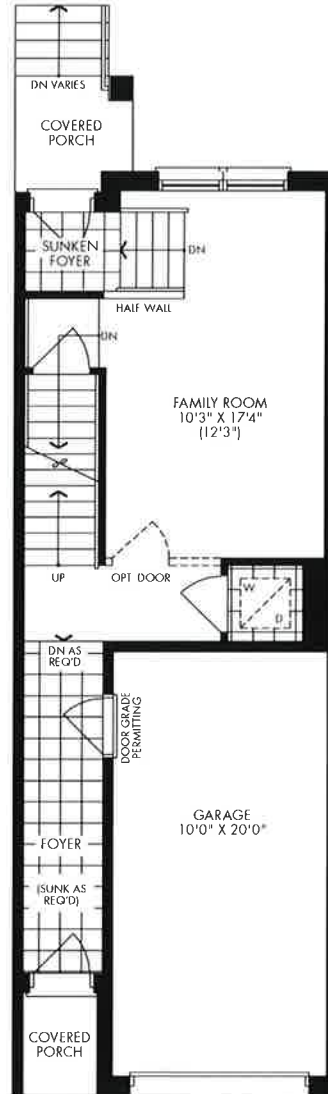 DN VARIES
COVERED
PORCH
SUNKEN
FOYER
DN
HALF WALL
DN
FAMILY ROOM
10'3" X 17'4"
(12'3")
UP
OPT DOOR
W
D
DN AS
REQ'D
DOOR GRADE
PERMITTING
GARAGE
10'0" X 20'0"
FOYER
(SUNK AS
REQ'D)
COVERED
PORCH